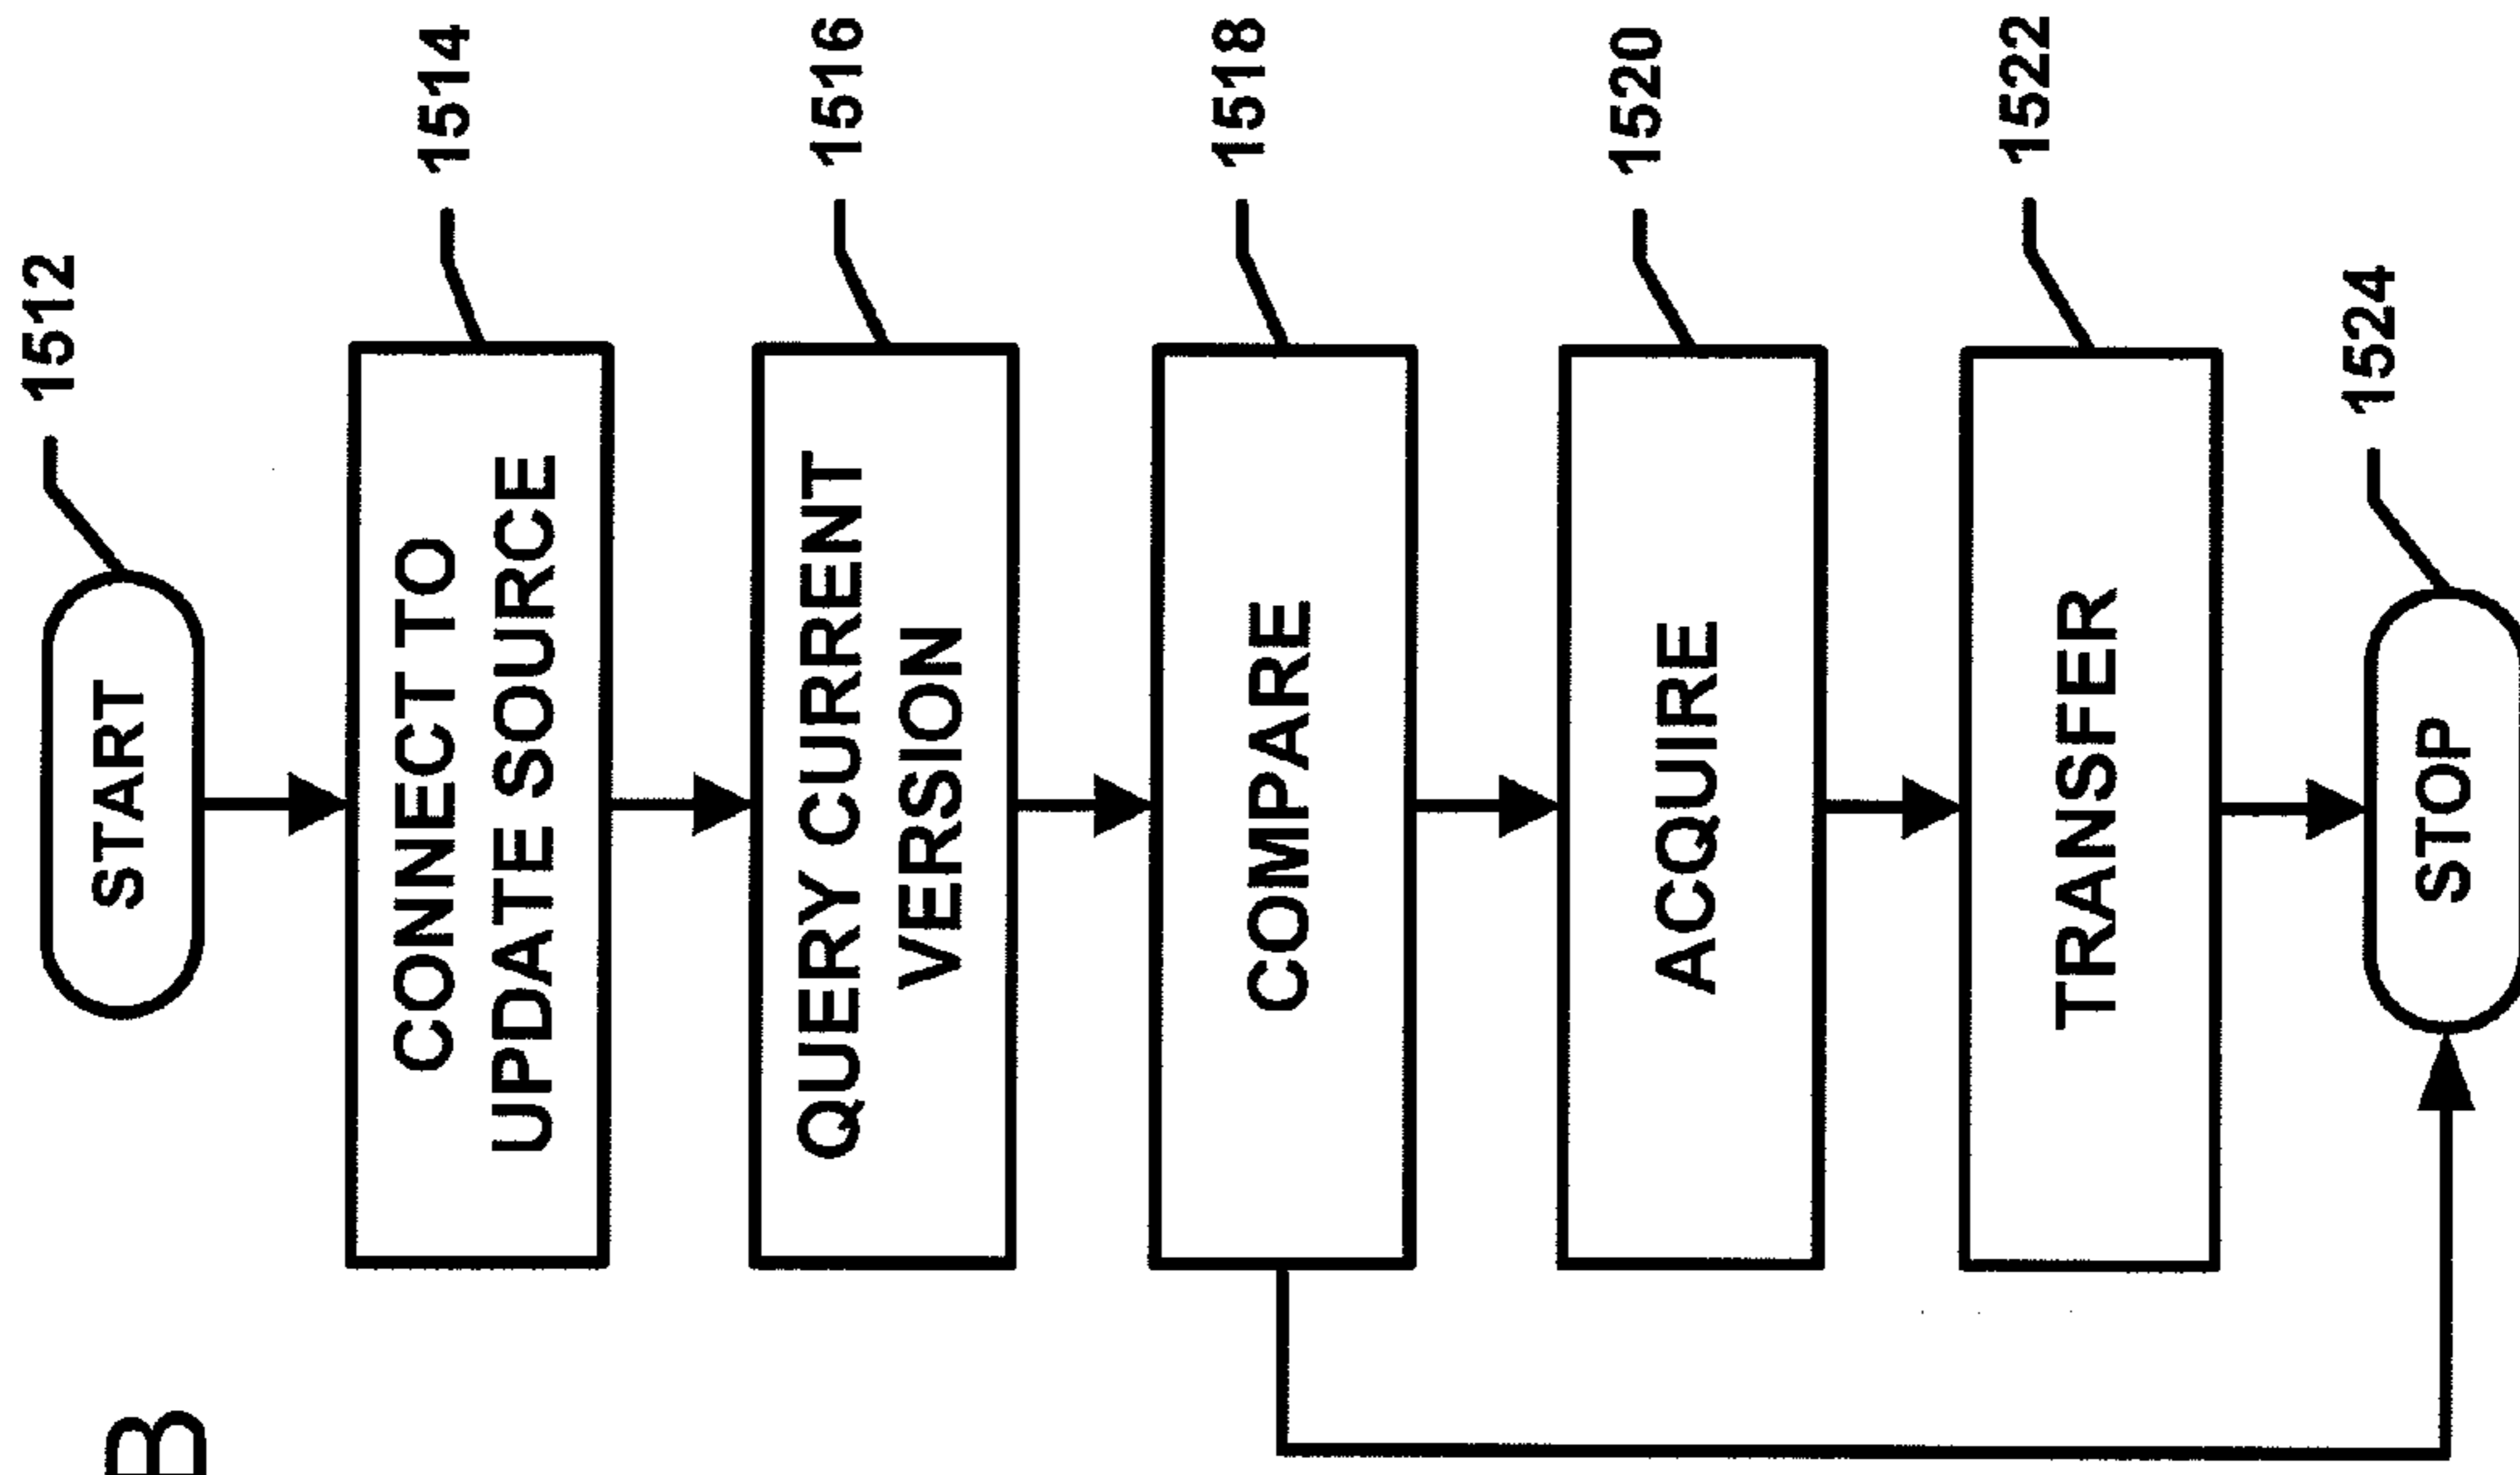 B
1512
START
1514
CONNECT TO
UPDATE SOURCE
1516
QUERY CURRENT
VERSION
1518
COMPARE
1520
ACQUIRE
1522
TRANSFER
1524
STOP